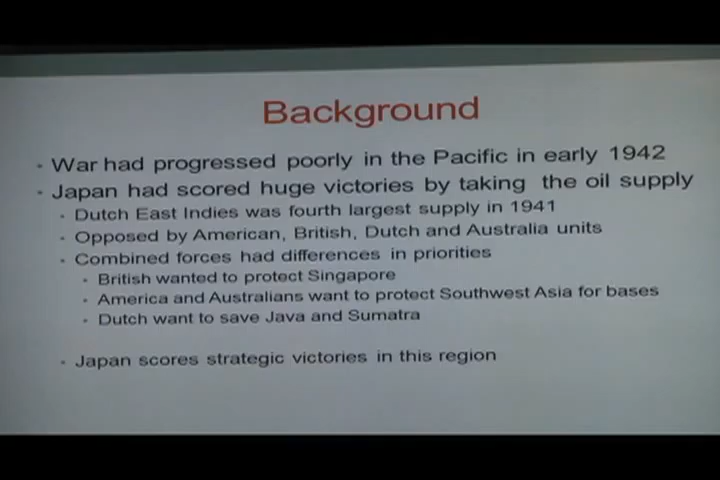 Background
• War had progressed poorly in the Pacific in early 1942
• Japan had scored huge victories by taking the oil supply
• Dutch East Indies was fourth largest supply in 1941
• Opposed by American, British, Dutch and Australia units
• Combined forces had differences in priorities
• British wanted to protect Singapore
• America and Australians want to protect Southwest Asia for bases
• Dutch want to save Java and Sumatra
• Japan scores strategic victories in this region